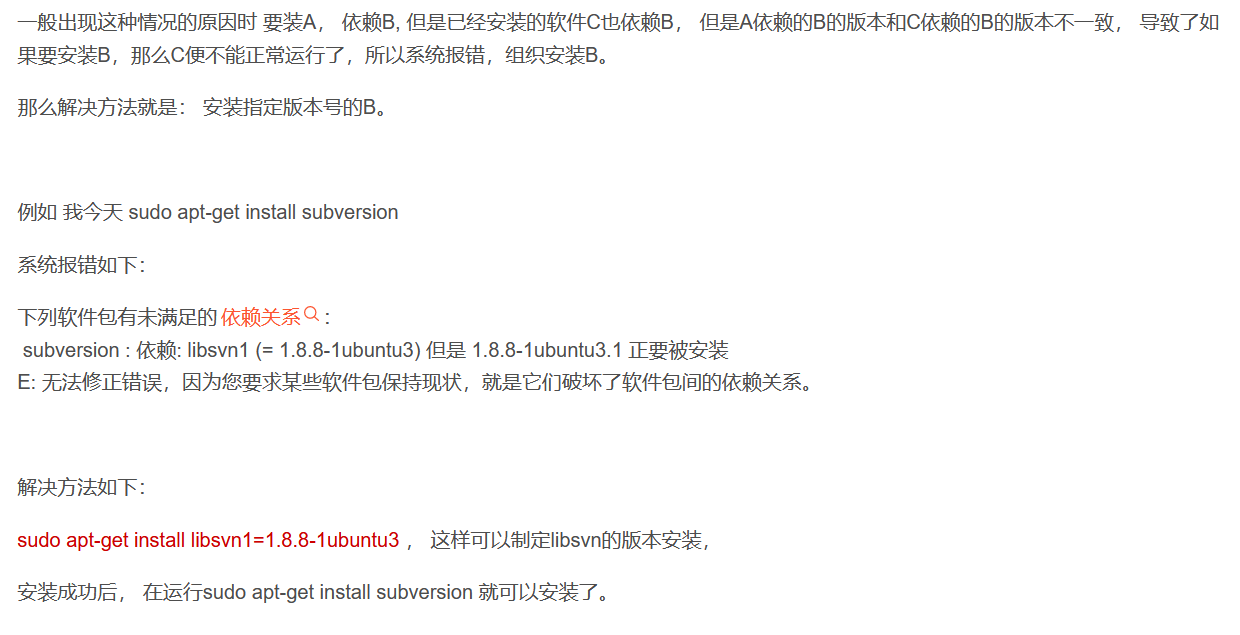 一般出现这种情况的原因时 要装A， 依赖B, 但是已经安装的软件C也依赖B， 但是A依赖的B的版本和C依赖的B的版本不一致， 导致了如
果要安装B，那么C便不能正常运行了，所以系统报错，组织安装B。
那么解决方法就是： 安装指定版本号的B。
例如 我今天 sudo apt-get install subversion
系统报错如下：
下列软件包有未满足的依赖关系：
subversion : 依赖: libsvn1 (= 1.8.8-1ubuntu3) 但是 1.8.8-1ubuntu3.1 正要被安装
E: 无法修正错误，因为您要求某些软件包保持现状，就是它们破坏了软件包间的依赖关系。
解决方法如下：
sudo apt-get install libsvn1=1.8.8-1ubuntu3 ， 这样可以制定libsvn的版本安装，
安装成功后， 在运行sudo apt-get install subversion 就可以安装了。